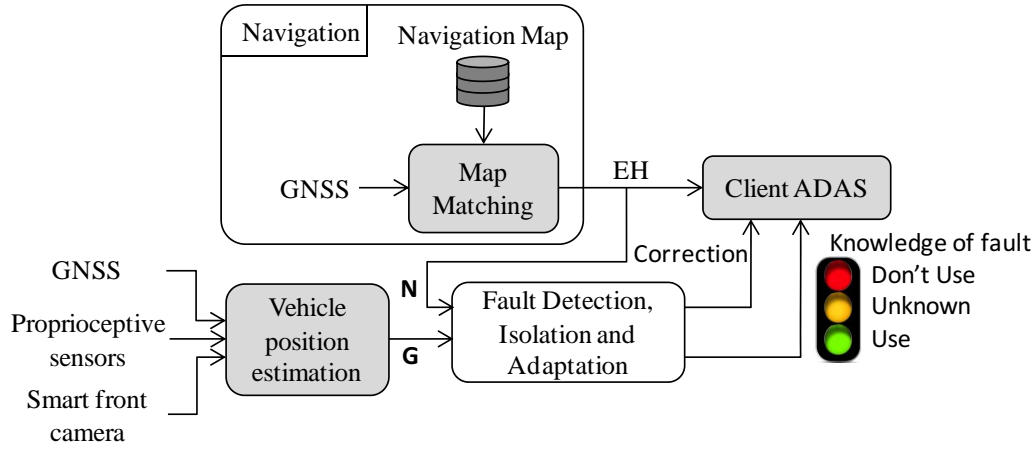 Navigation
Navigation Map
GNSS
Map
Matching
EH
Client ADAS
Correction
Knowledge of fault
Don't Use
Unknown
Use
GNSS
Proprioceptive
sensors
Smart front
camera
Vehicle
position
estimation
N
G
Fault Detection,
Isolation and
Adaptation